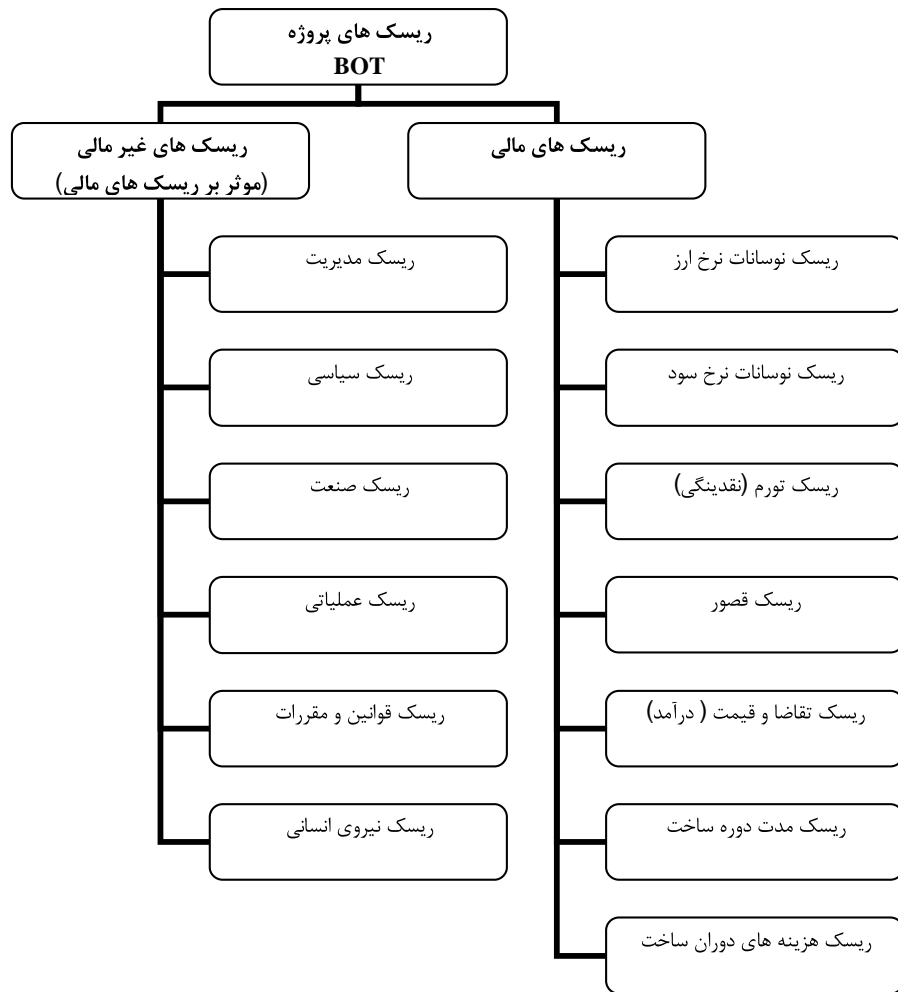 ریسک های پروژه
BOT
ریسک های مالی
ریسک های غیر مالی
(موثر بر ریسک های مالی)
ریسک نوسانات نرخ ارز
ریسک نوسانات نرخ سود
ریسک تورم (نقدینگی)
ریسک قصور
ریسک تقاضا و قیمت ( درآمد)
ریسک مدت دوره ساخت
ریسک هزینه های دوران ساخت
ریسک مدیریت
ریسک سیاسی
ریسک صنعت
ریسک عملیاتی
ریسک قوانین و مقررات
ریسک نیروی انسانی